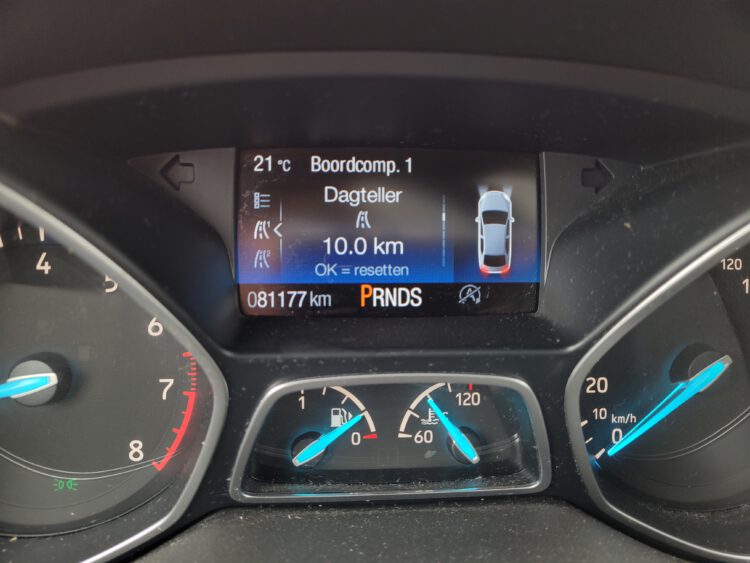 21 °C Boordcomp. 1
Dagteller
10.0 km
OK = resetten
081177 km PRNDS
4
5
6
7
8
1
0
60
120
20
10
0
km/h
120